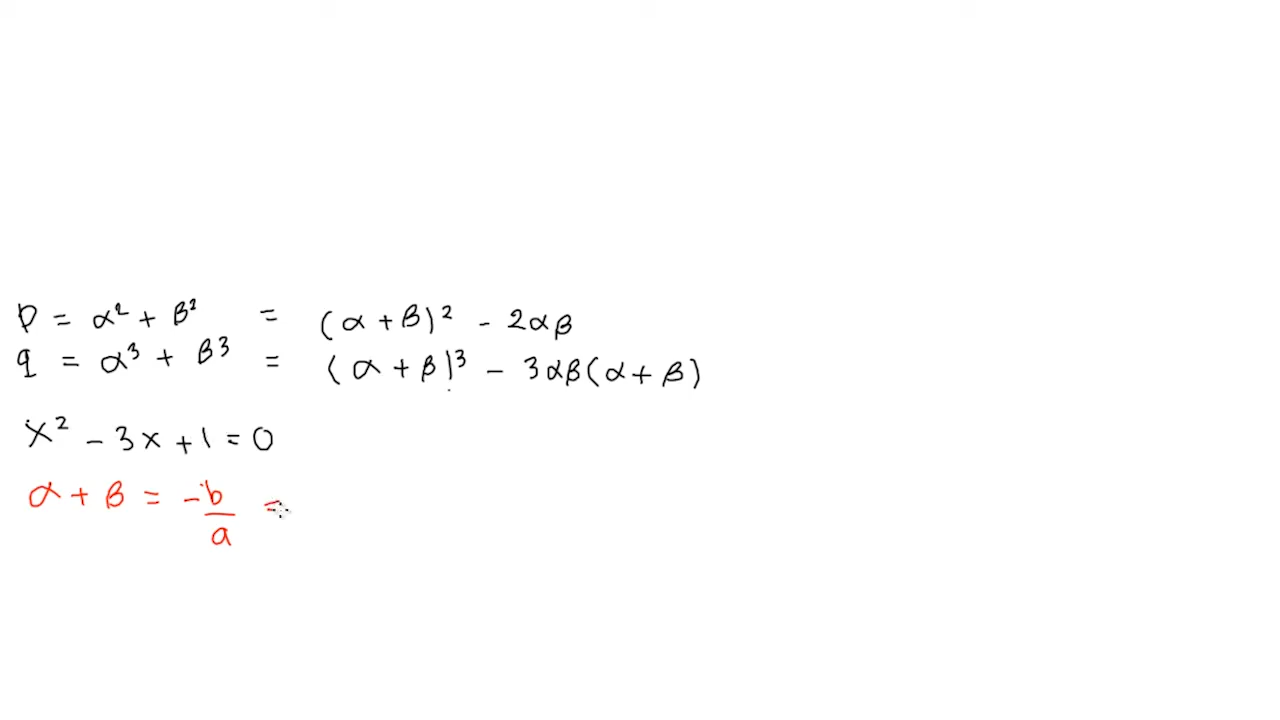 p = α² + β² = (α + β)² - 2αβ
q = α³ + β³ = (α + β)³ - 3αβ(α + β)
x² - 3x + 1 = 0
α + β = -b/a =